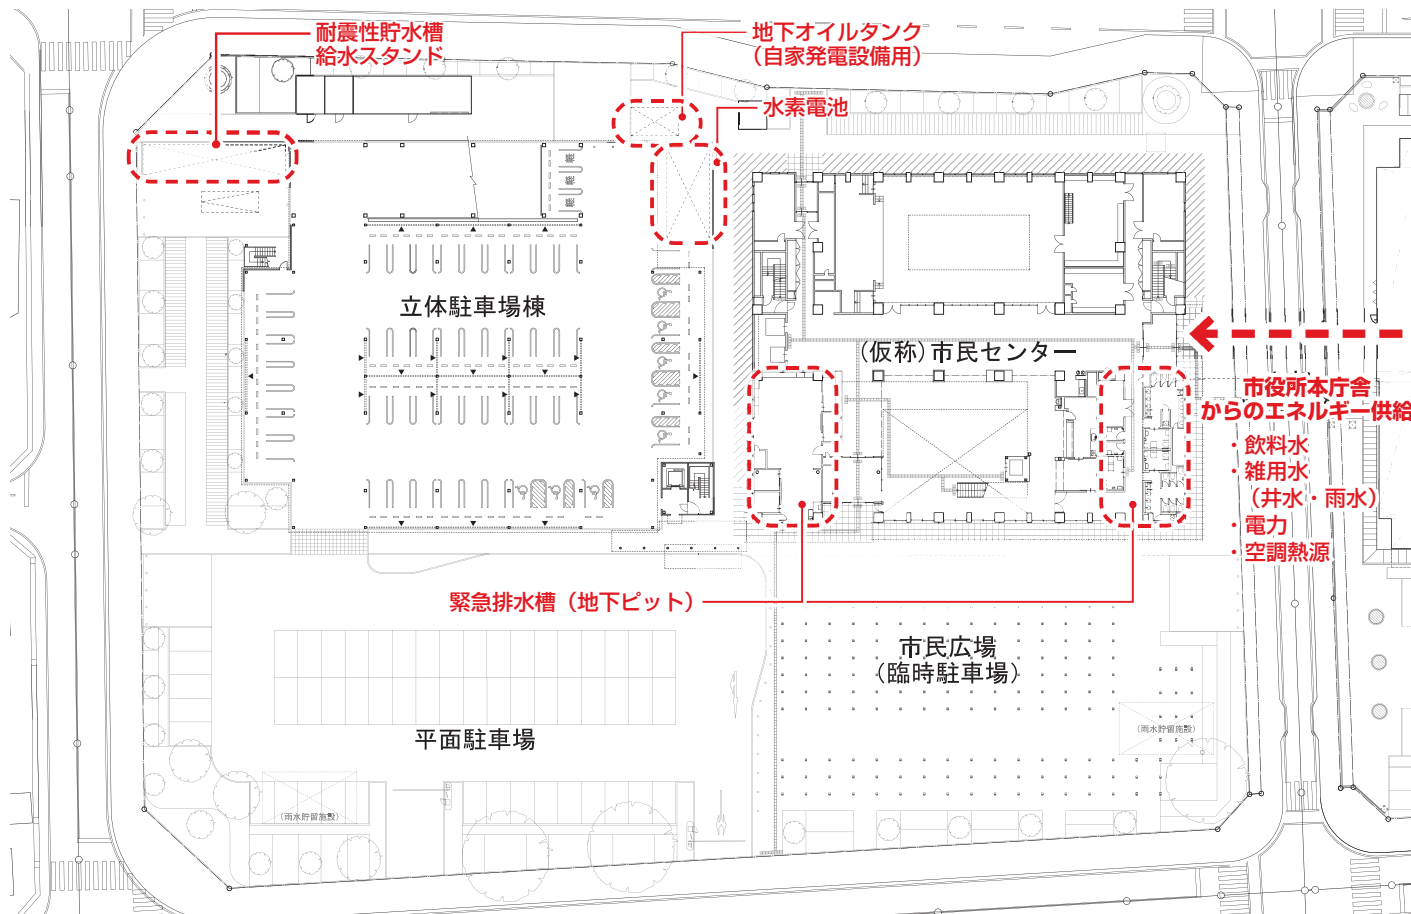 耐震性貯水槽
給水スタンド
地下オイルタンク
（自家発電設備用）
水素電池
軽
軽
軽
立体駐車場棟
（仮称）市民センター
市役所本庁舎
からのエネルギー供給
・飲料水
・雑用水
（井水・雨水）
・電力
・空調熱源
緊急排水槽（地下ピット）
市民広場
（臨時駐車場）
平面駐車場
（雨水貯留施設）
（雨水貯留施設）